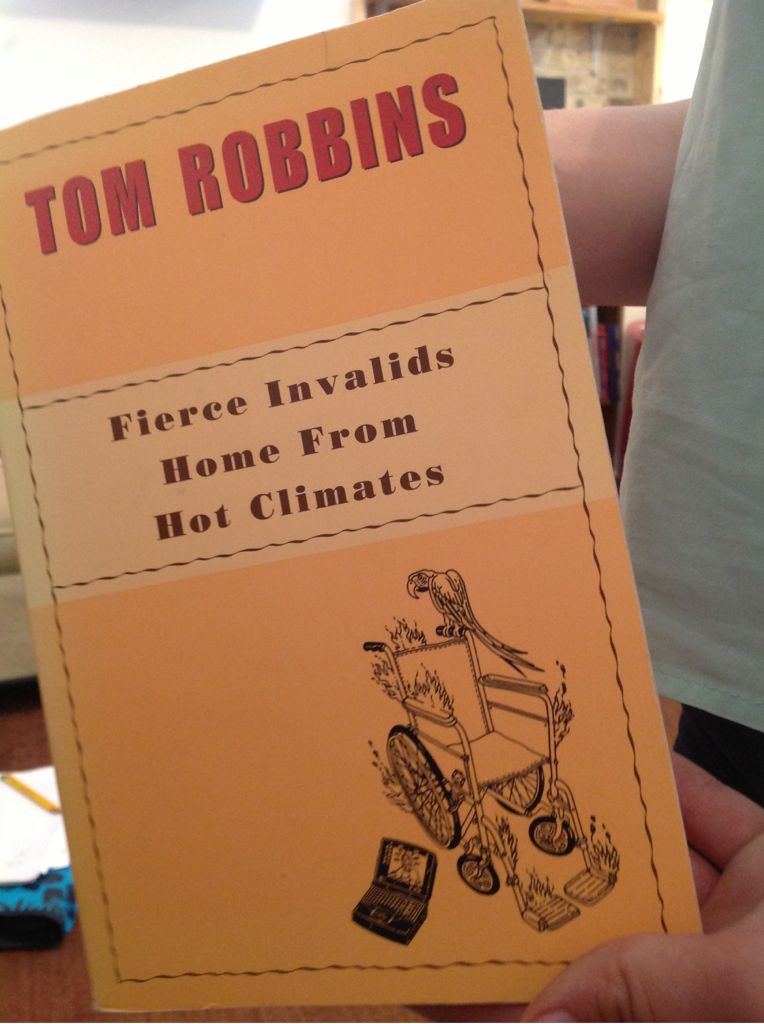 TOM ROBBINS
Fierce Invalids
Home From
Hot Climates